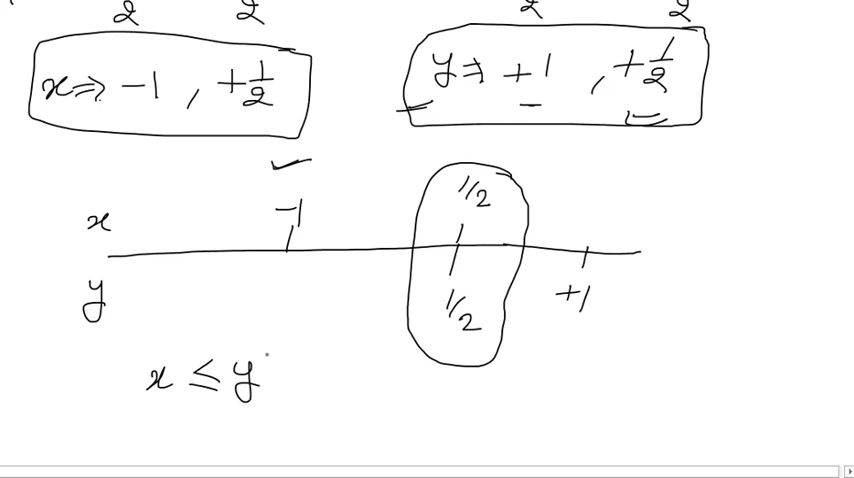 2 2 2 2
x ⇒ -1 , +1/2 y ⇒ +1 , +1/2
x -1 1/2
y 1/2 +1
x ≤ y